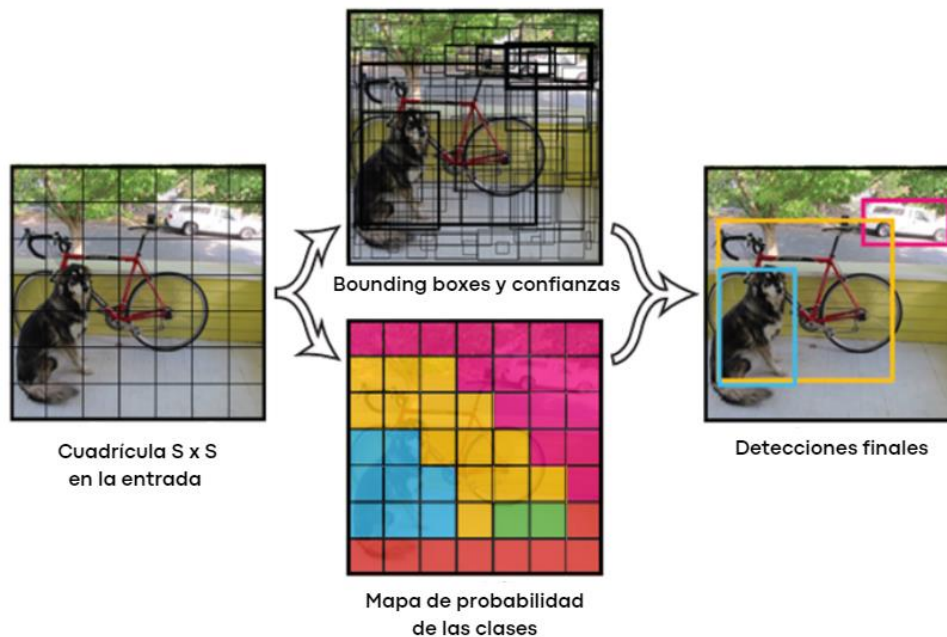 Bounding boxes y confianzas
Cuadrícula S x S
en la entrada
Detecciones finales
Mapa de probabilidad
de las clases